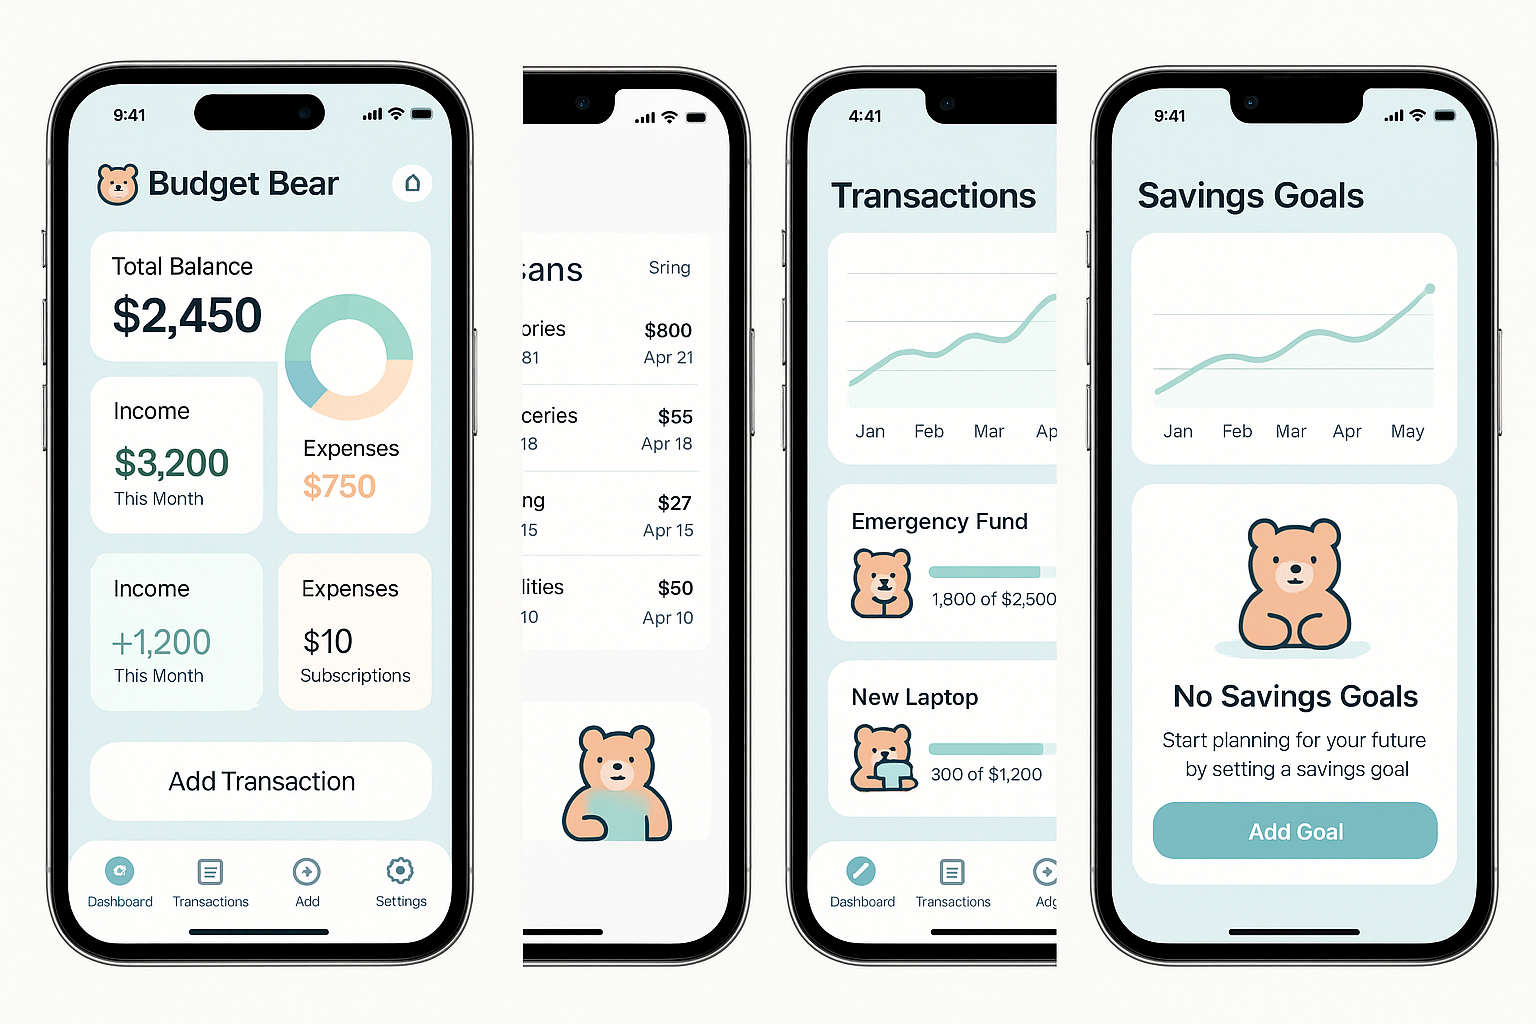 9:41
Budget Bear
Total Balance
$2,450
Income
$3,200
This Month
Expenses
$750
Income
+1,200
This Month
Expenses
$10
Subscriptions
Add Transaction
Dashboard Transactions Add Settings
sans Sring
ories $800
81 Apr 21
ceries $55
18 Apr 18
ng $27
15 Apr 15
lities $50
10 Apr 10
4:41
Transactions
Jan Feb Mar Ap
Emergency Fund
1,800 of $2,500
New Laptop
300 of $1,200
Dashboard Transactions Adg
9:41
Savings Goals
Jan Feb Mar Apr May
No Savings Goals
Start planning for your future
by setting a savings goal
Add Goal